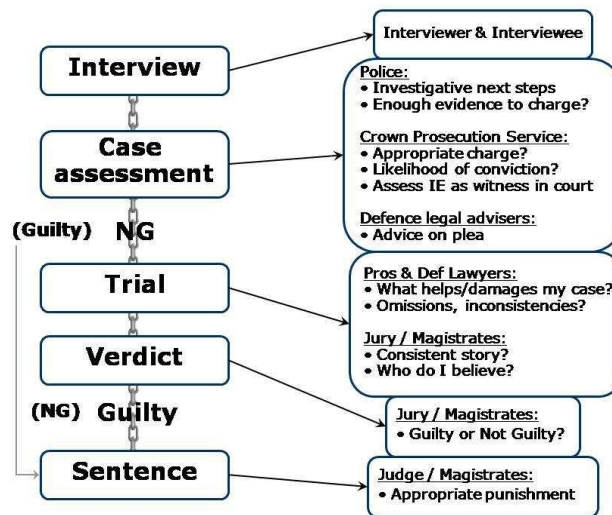 Interview
Interviewer & Interviewee
Case
assessment
Police:
• Investigative next steps
• Enough evidence to charge?
Crown Prosecution Service:
• Appropriate charge?
• Likelihood of conviction?
• Assess IE as witness in court
Defence legal advisers:
• Advice on plea
(Guilty) NG
Trial
Pros & Def Lawyers:
• What helps/damages my case?
• Omissions, inconsistencies?
Jury / Magistrates:
• Consistent story?
• Who do I believe?
Verdict
Jury / Magistrates:
• Guilty or Not Guilty?
(NG) Guilty
Sentence
Judge / Magistrates:
• Appropriate punishment